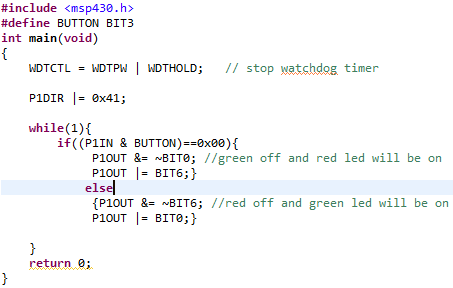 #include <msp430.h>
#define BUTTON BIT3
int main(void)
{
    WDTCTL = WDTPW | WDTHOLD;   // stop watchdog timer

    P1DIR |= 0x41;

    while(1){
        if((P1IN & BUTTON)==0x00){
             P1OUT &= ~BIT0; //green off and red led will be on
             P1OUT |= BIT6;}
            else
             {P1OUT &= ~BIT6; //red off and green led will be on
             P1OUT |= BIT0;}

    }
    return 0;
}